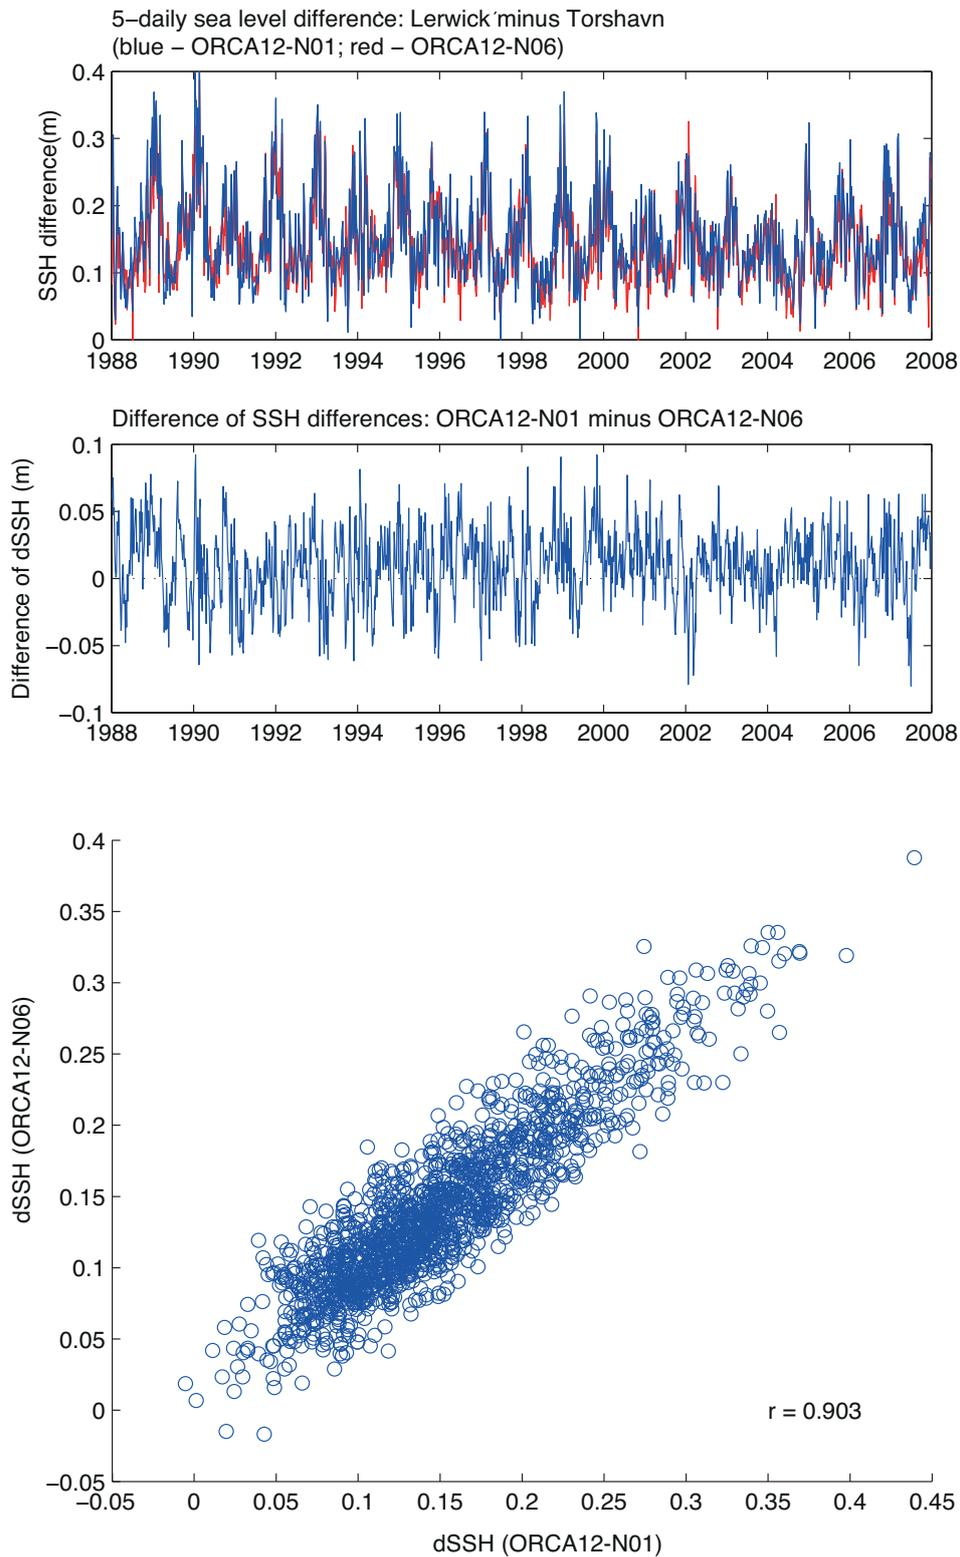 5−daily sea level difference: Lerwick minus Torshavn
(blue − ORCA12-N01; red − ORCA12-N06)
SSH difference(m)
0.4
0.3
0.2
0.1
0
1988 1990 1992 1994 1996 1998 2000 2002 2004 2006 2008
Difference of SSH differences: ORCA12-N01 minus ORCA12-N06
Difference of dSSH (m)
0.1
0.05
0
−0.05
−0.1
1988 1990 1992 1994 1996 1998 2000 2002 2004 2006 2008
dSSH (ORCA12-N06)
0.4
0.35
0.3
0.25
0.2
0.15
0.1
0.05
0
−0.05
r = 0.903
−0.05 0 0.05 0.1 0.15 0.2 0.25 0.3 0.35 0.4 0.45
dSSH (ORCA12-N01)